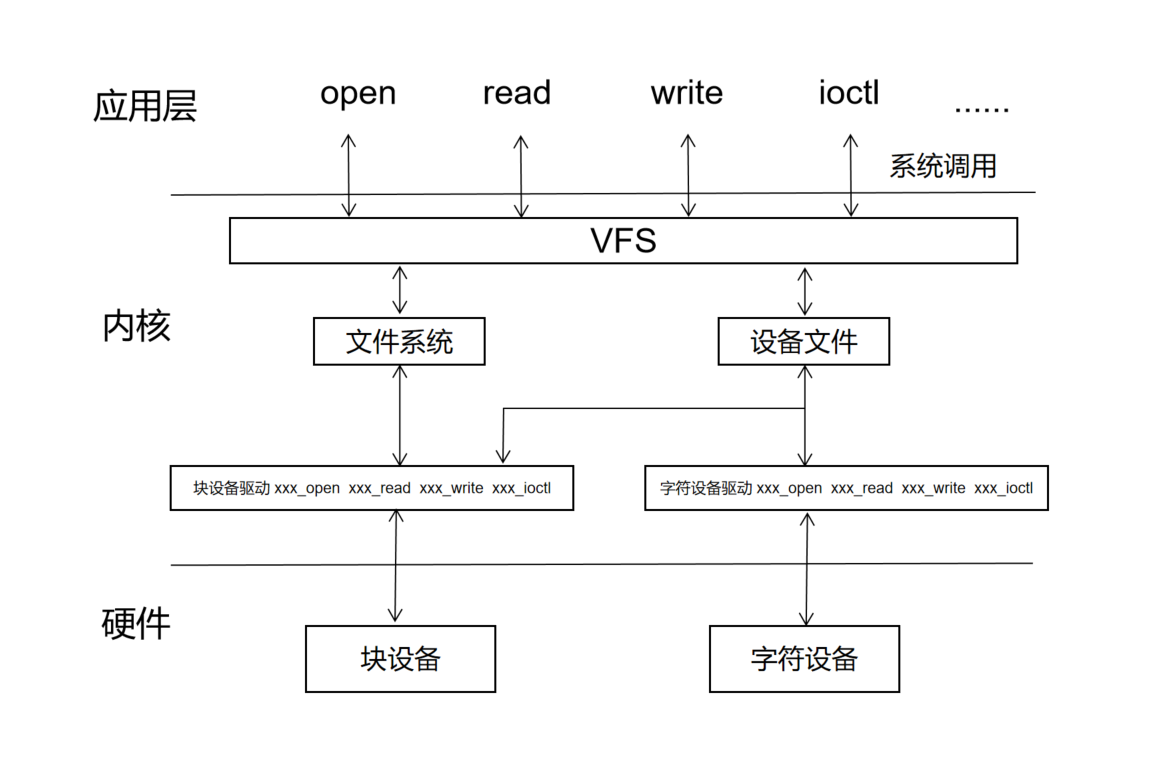 应用层 open read write ioctl ......
系统调用
VFS
内核
文件系统 设备文件
块设备驱动 xxx_open xxx_read xxx_write xxx_ioctl
字符设备驱动 xxx_open xxx_read xxx_write xxx_ioctl
硬件
块设备 字符设备